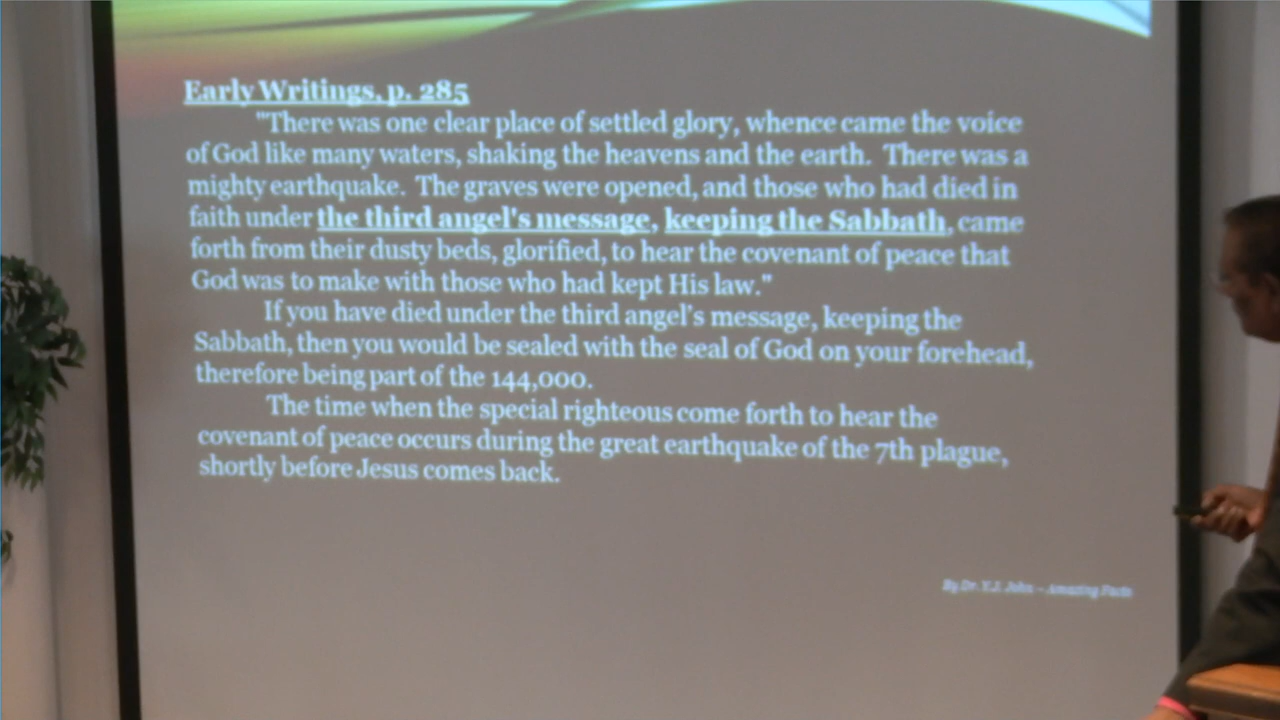 Early Writings, p. 285
"There was one clear place of settled glory, whence came the voice
of God like many waters, shaking the heavens and the earth. There was a
mighty earthquake. The graves were opened, and those who had died in
faith under the third angel's message, keeping the Sabbath, came
forth from their dusty beds, glorified, to hear the covenant of peace that
God was to make with those who had kept His law."
If you have died under the third angel's message, keeping the
Sabbath, then you would be sealed with the seal of God on your forehead,
therefore being part of the 144,000.
The time when the special righteous come forth to hear the
covenant of peace occurs during the great earthquake of the 7th plague,
shortly before Jesus comes back.
By Dr. John - Amazing Facts